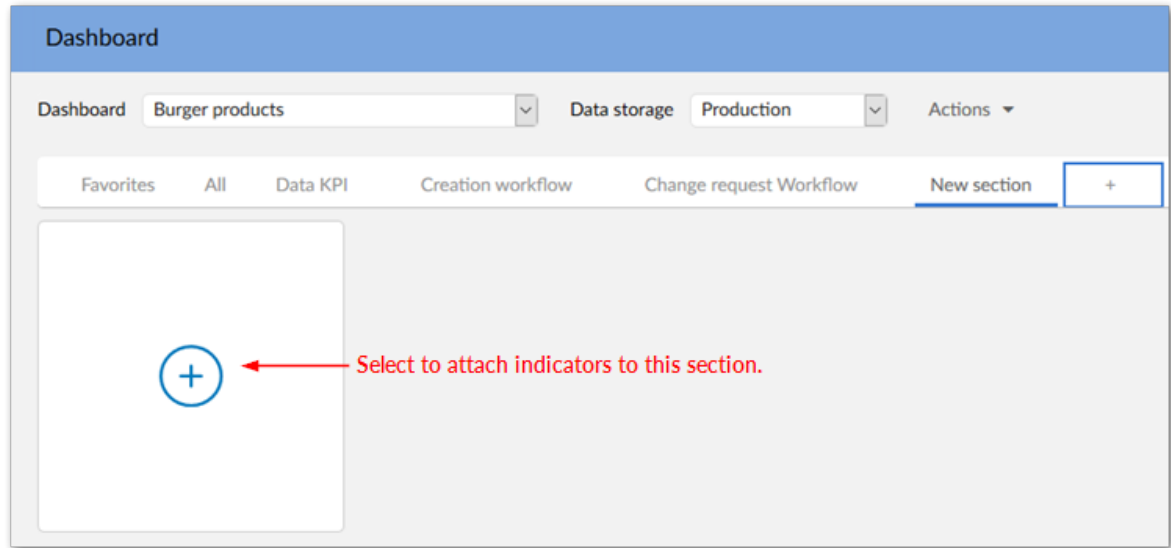 Dashboard
Dashboard Burger products Data storage Production Actions
Favorites All Data KPI Creation workflow Change request Workflow New section +
Select to attach indicators to this section.